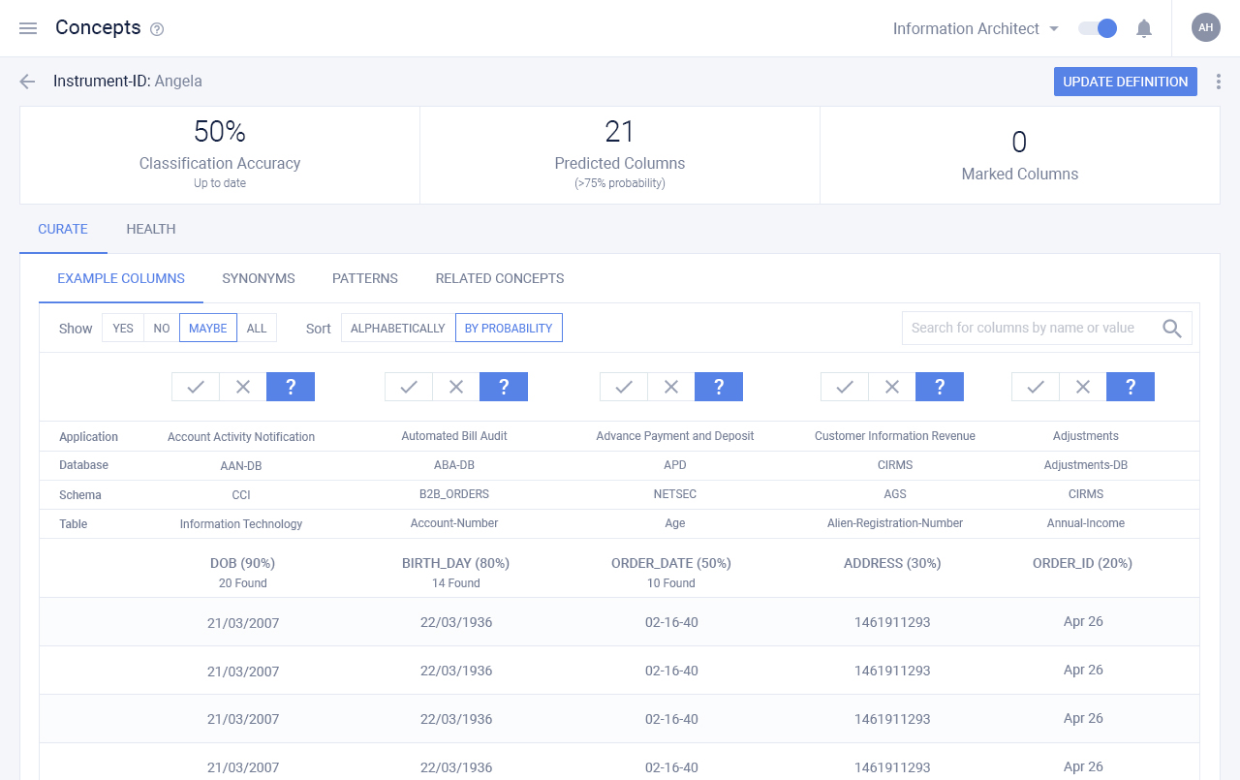 Concepts ?
Information Architect
AH
Instrument-ID: Angela
UPDATE DEFINITION
50%
Classification Accuracy
Up to date
21
Predicted Columns
(>75% probability)
0
Marked Columns
CURATE HEALTH
EXAMPLE COLUMNS SYNONYMS PATTERNS RELATED CONCEPTS
Show YES NO MAYBE ALL Sort ALPHABETICALLY BY PROBABILITY Search for columns by name or value
? ? ? ? ?
Application Account Activity Notification Automated Bill Audit Advance Payment and Deposit Customer Information Revenue Adjustments
Database AAN-DB ABA-DB APD CIRMS Adjustments-DB
Schema CCI B2B_ORDERS NETSEC AGS CIRMS
Table Information Technology Account-Number Age Alien-Registration-Number Annual-Income
DOB (90%) BIRTH_DAY (80%) ORDER_DATE (50%) ADDRESS (30%) ORDER_ID (20%)
20 Found 14 Found 10 Found
21/03/2007 22/03/1936 02-16-40 1461911293 Apr 26
21/03/2007 22/03/1936 02-16-40 1461911293 Apr 26
21/03/2007 22/03/1936 02-16-40 1461911293 Apr 26
21/03/2007 22/03/1936 02-16-40 1461911293 Apr 26